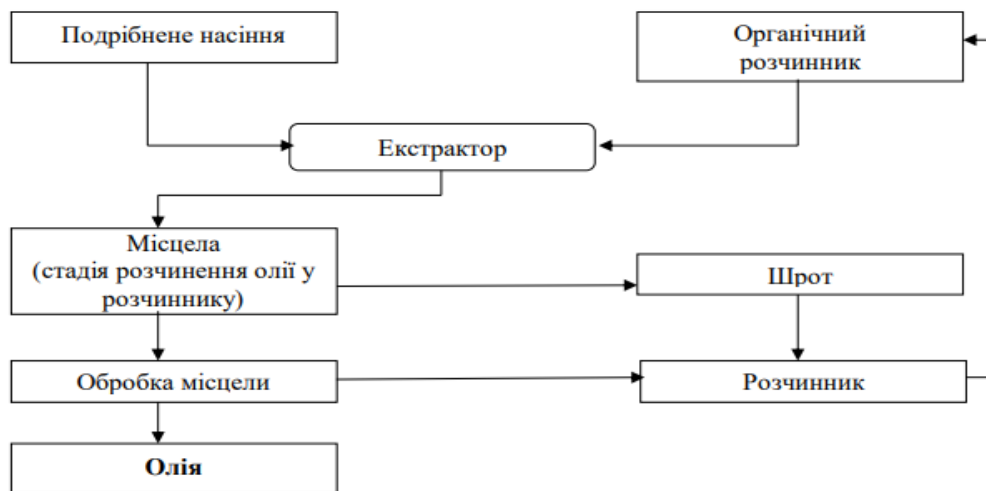 Подрібнене насіння
Органічний
розчинник
Екстрактор
Місцела
(стадія розчинення олії у
розчиннику)
Шрот
Обробка місцели
Розчинник
Олія